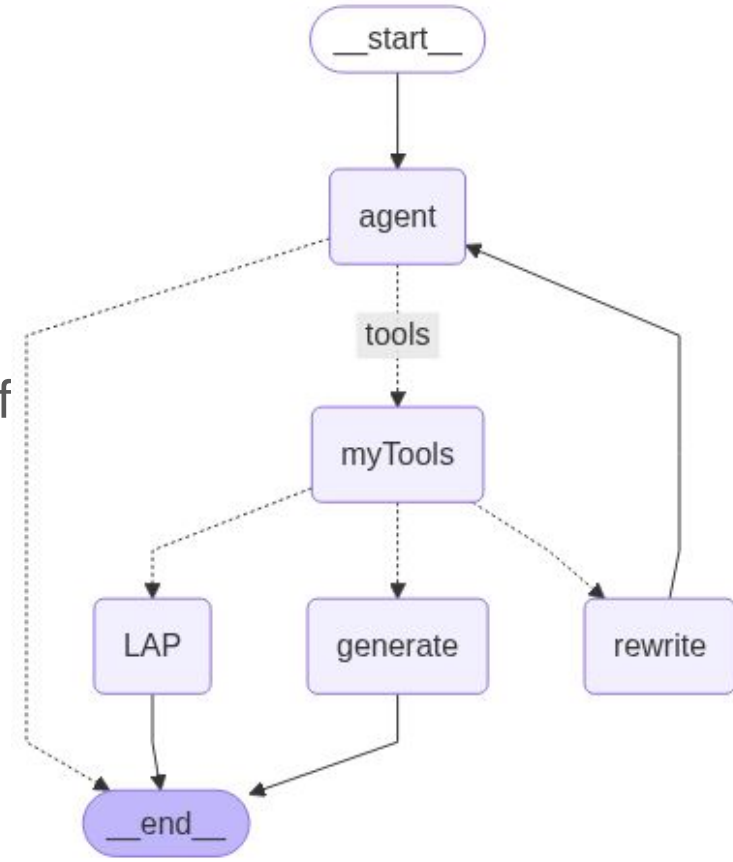 __start__
agent
tools
f
myTools
LAP
generate
rewrite
__end__